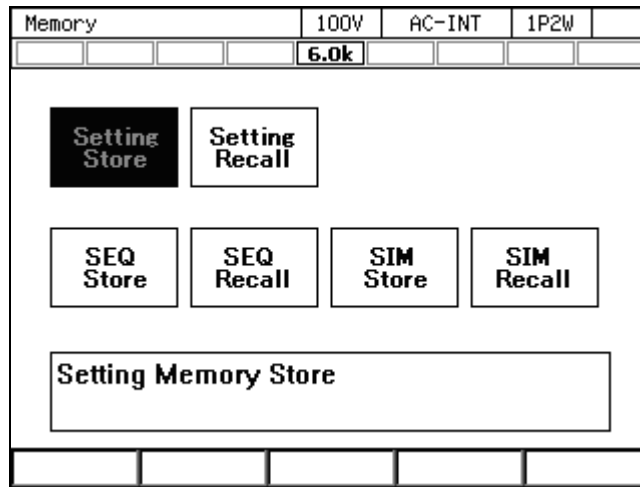 Memory 100V AC-INT 1P2W
6.0k
Setting Store Setting Recall
SEQ Store SEQ Recall SIM Store SIM Recall
Setting Memory Store